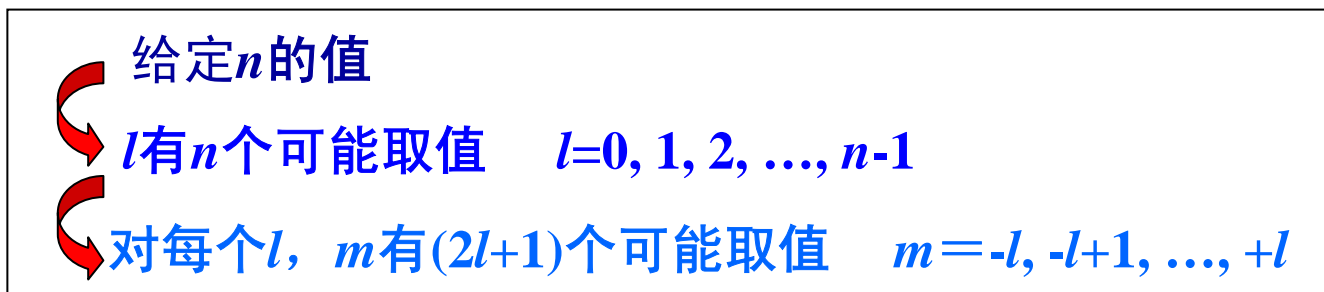 给定n的值
l有n个可能取值 l=0, 1, 2, …, n-1
对每个l，m有(2l+1)个可能取值 m＝-l, -l+1, …, +l